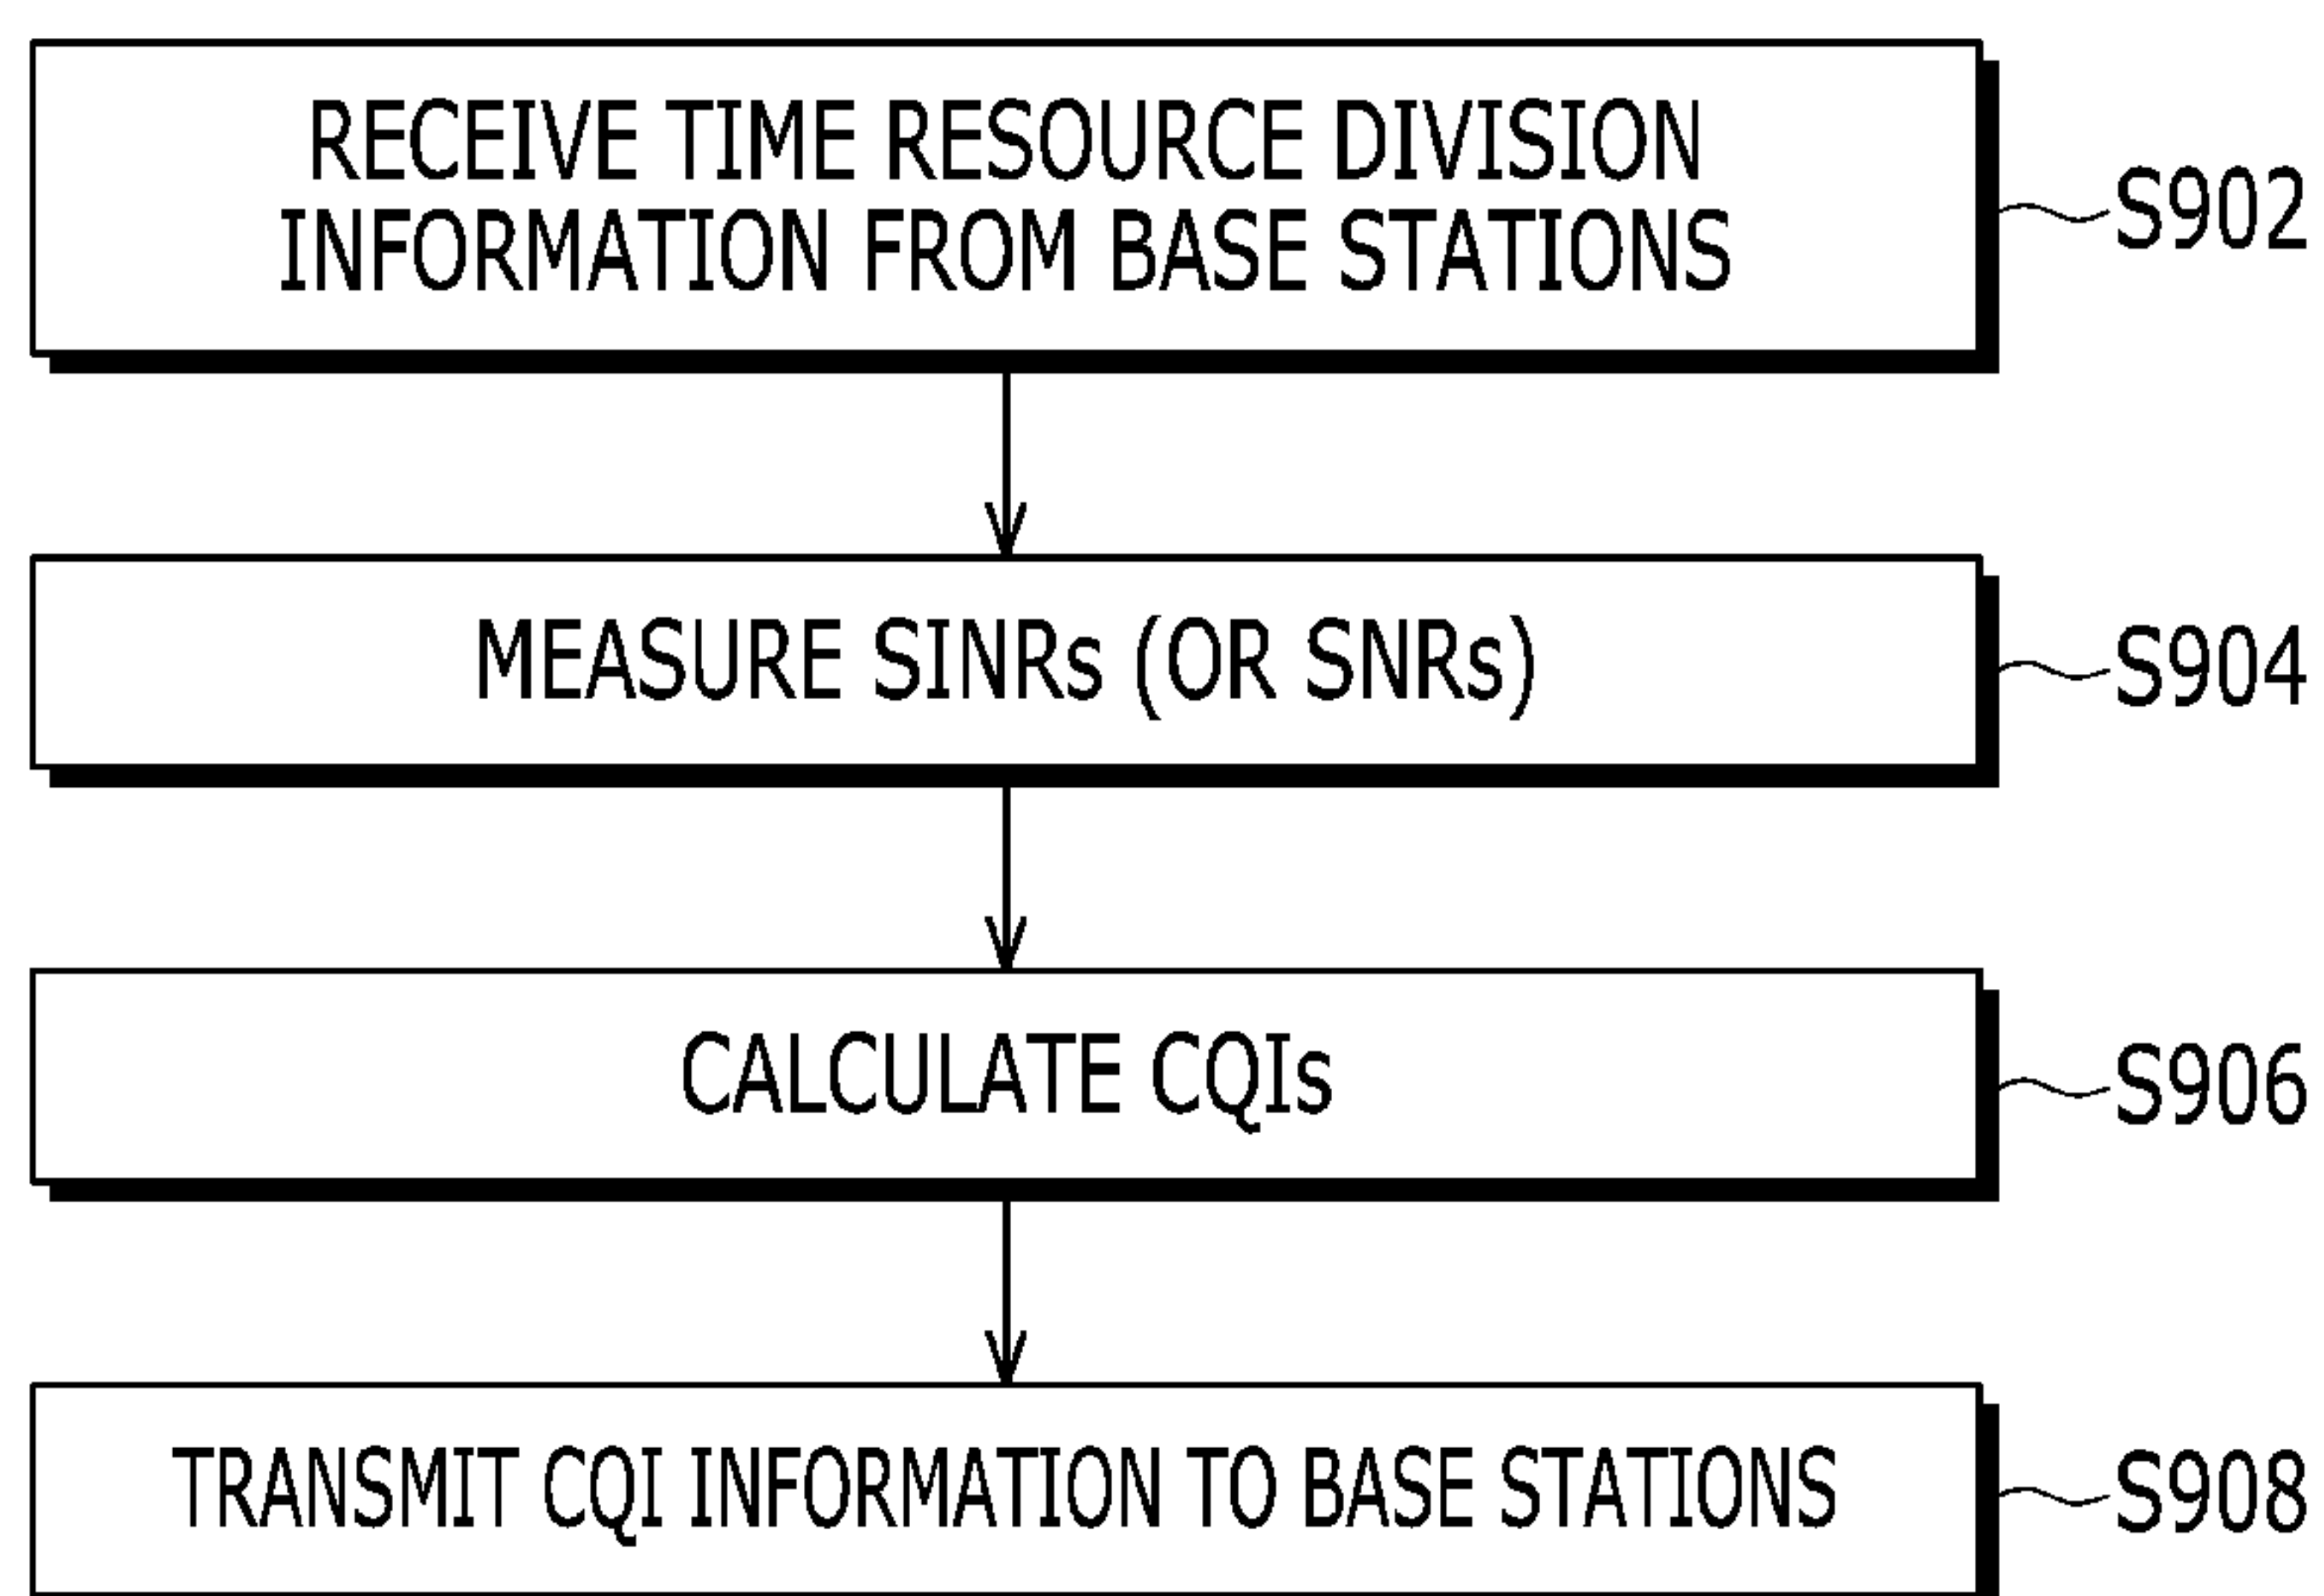 RECEIVE TIME RESOURCE DIVISION
INFORMATION FROM BASE STATIONS
S902
MEASURE SINRs (OR SNRs)
S904
CALCULATE CQIs
S906
TRANSMIT CQI INFORMATION TO BASE STATIONS
S908